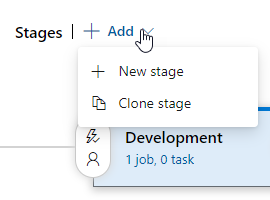 Stages | + Add
New stage
Clone stage
Development
1 job, 0 task